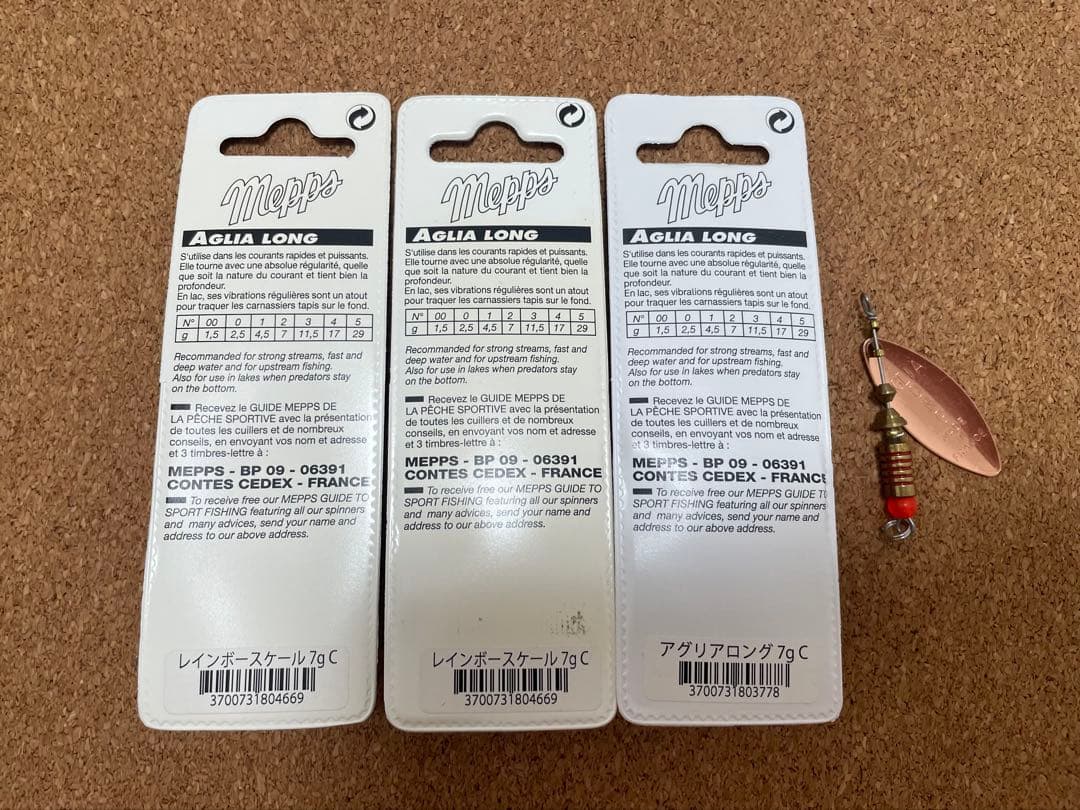 Mepps
AGLIA LONG
S'utilise dans les courants rapides et puissants.
Elle tourne avec une absolue régularité, quelle
que soit la nature du courant et tient bien la
profondeur.
En lac, ses vibrations régulières sont un atout
pour traquer les carnassiers tapis sur le fond.
N° 00 0 1 2 3 4 5
g 1,5 2,5 4,5 7 11,5 17 29
Recommanded for strong streams, fast and
deep water and for upstream fishing.
Also for use in lakes when predators stay
on the bottom.
Recevez le GUIDE MEPPS DE
LA PÊCHE SPORTIVE avec la présentation
de toutes les cuillers et de nombreux
conseils, en envoyant vos nom et adresse
et 3 timbres-lettre à :
MEPPS - BP 09 - 06391
CONTES CEDEX - FRANCE
To receive free our MEPPS GUIDE TO
SPORT FISHING featuring all our spinners
and many advices, send your name and
address to our above address.
レインボースケール 7g C
3700731804669
Mepps
AGLIA LONG
S'utilise dans les courants rapides et puissants.
Elle tourne avec une absolue régularité, quelle
que soit la nature du courant et tient bien la
profondeur.
En lac, ses vibrations régulières sont un atout
pour traquer les carnassiers tapis sur le fond.
N° 00 0 1 2 3 4 5
g 1,5 2,5 4,5 7 11,5 17 29
Recommanded for strong streams, fast and
deep water and for upstream fishing.
Also for use in lakes when predators stay
on the bottom.
Recevez le GUIDE MEPPS DE
LA PÊCHE SPORTIVE avec la présentation
de toutes les cuillers et de nombreux
conseils, en envoyant vos nom et adresse
et 3 timbres-lettre à :
MEPPS - BP 09 - 06391
CONTES CEDEX - FRANCE
To receive free our MEPPS GUIDE TO
SPORT FISHING featuring all our spinners
and many advices, send your name and
address to our above address.
レインボースケール 7g C
3700731804669
Mepps
AGLIA LONG
S'utilise dans les courants rapides et puissants.
Elle tourne avec une absolue régularité, quelle
que soit la nature du courant et tient bien la
profondeur.
En lac, ses vibrations régulières sont un atout
pour traquer les carnassiers tapis sur le fond.
N° 00 0 1 2 3 4 5
g 1,5 2,5 4,5 7 11,5 17 29
Recommanded for strong streams, fast and
deep water and for upstream fishing.
Also for use in lakes when predators stay
on the bottom.
Recevez le GUIDE MEPPS DE
LA PÊCHE SPORTIVE avec la présentation
de toutes les cuillers et de nombreux
conseils, en envoyant vos nom et adresse
et 3 timbres-lettre à :
MEPPS - BP 09 - 06391
CONTES CEDEX - FRANCE
To receive free our MEPPS GUIDE TO
SPORT FISHING featuring all our spinners
and many advices, send your name and
address to our above address.
アグリアロング 7g C
3700731803778